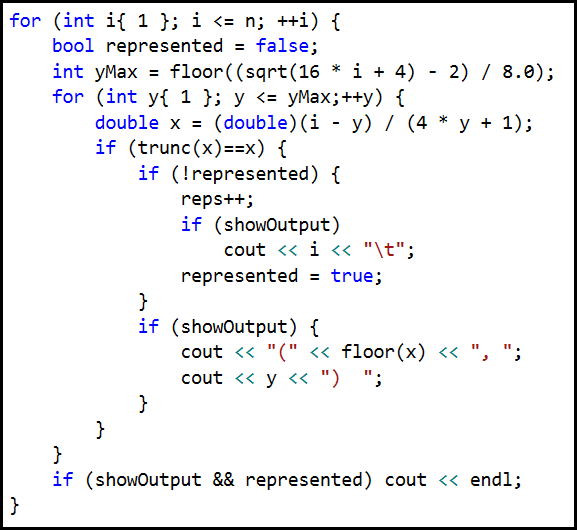 for (int i{ 1 }; i <= n; ++i) {
    bool represented = false;
    int yMax = floor((sqrt(16 * i + 4) - 2) / 8.0);
    for (int y{ 1 }; y <= yMax;++y) {
        double x = (double)(i - y) / (4 * y + 1);
        if (trunc(x)==x) {
            if (!represented) {
                reps++;
                if (showOutput)
                    cout << i << "\t";
                represented = true;
            }
            if (showOutput) {
                cout << "(" << floor(x) << ", ";
                cout << y << ")  ";
            }
        }
    }
    if (showOutput && represented) cout << endl;
}